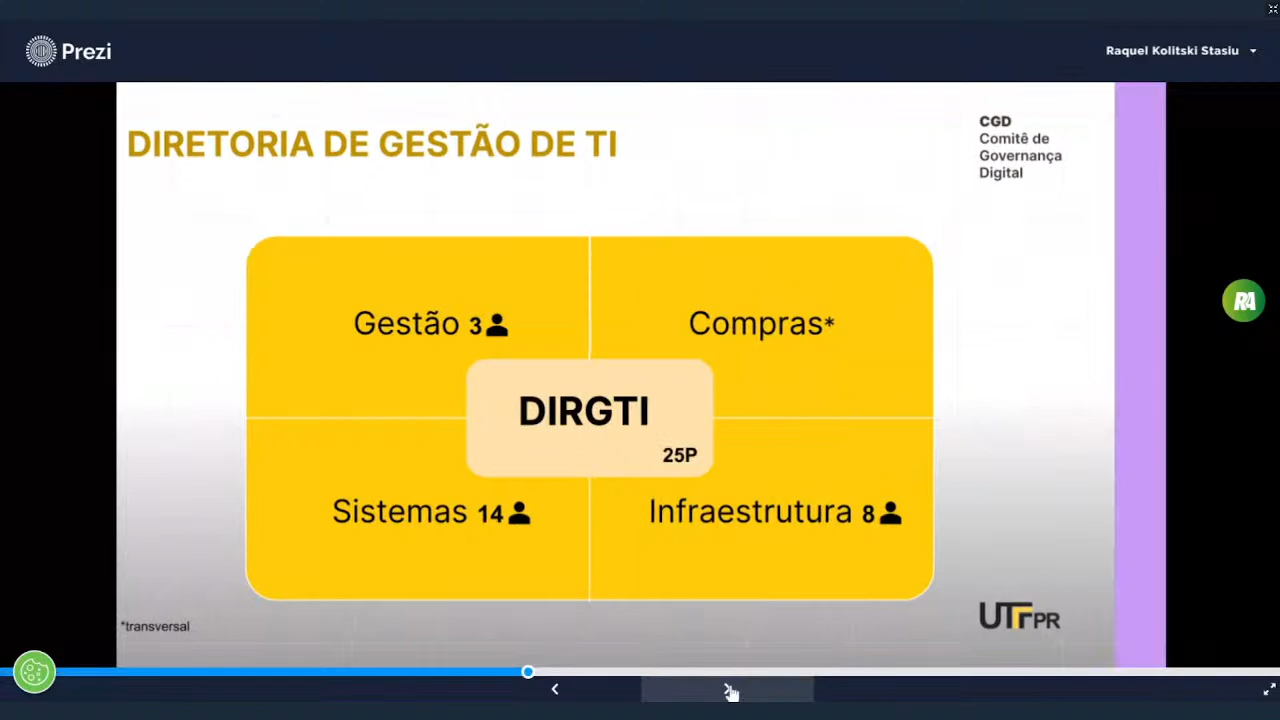 Prezi
Raquel Kolitski Stasiu
DIRETORIA DE GESTÃO DE TI
CGD
Comitê de
Governança
Digital
Gestão 3
Compras*
DIRGTI
25P
Sistemas 14
Infraestrutura 8
*transversal
UTFPR
RA